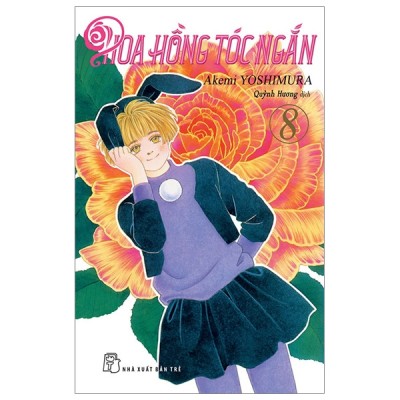 HOA HỒNG TÓC NGẮN
Akemi YOSHIMURA
Quỳnh Hương dịch
8
NHÀ XUẤT BẢN TRẺ